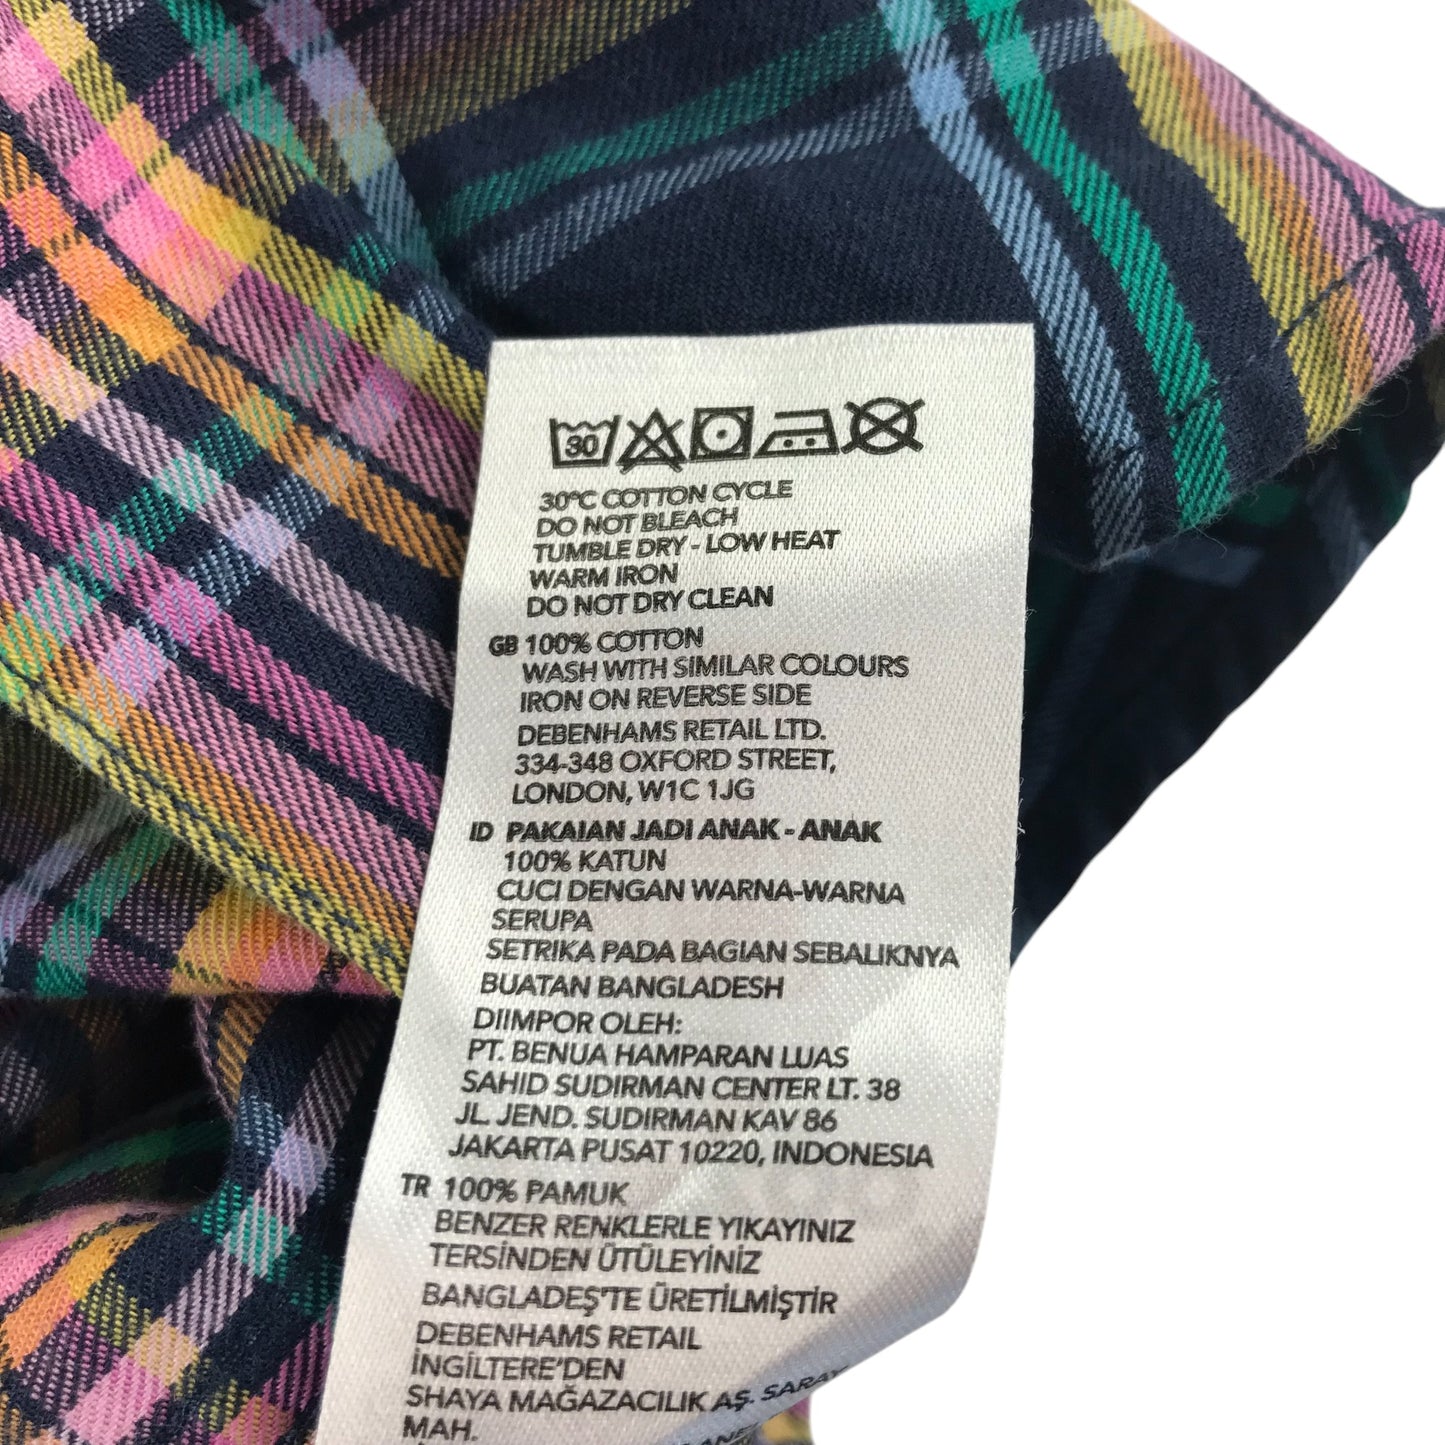 30
30°C COTTON CYCLE
DO NOT BLEACH
TUMBLE DRY - LOW HEAT
WARM IRON
DO NOT DRY CLEAN
GB 100% COTTON
WASH WITH SIMILAR COLOURS
IRON ON REVERSE SIDE
DEBENHAMS RETAIL LTD.
334-348 OXFORD STREET,
LONDON, W1C 1JG
ID PAKAIAN JADI ANAK - ANAK
100% KATUN
CUCI DENGAN WARNA-WARNA
SERUPA
SETRIKA PADA BAGIAN SEBALIKNYA
BUATAN BANGLADESH
DIIMPOR OLEH:
PT. BENUA HAMPARAN LUAS
SAHID SUDIRMAN CENTER LT. 38
JL. JEND. SUDIRMAN KAV 86
JAKARTA PUSAT 10220, INDONESIA
TR 100% PAMUK
BENZER RENKLERLE YIKAYINIZ
TERSİNDEN ÜTÜLEYİNİZ
BANGLADEŞ'TE ÜRETİLMİŞTİR
DEBENHAMS RETAIL
İNGİLTERE'DEN
SHAYA MAĞAZACILIK AŞ. SARAY
MAH.